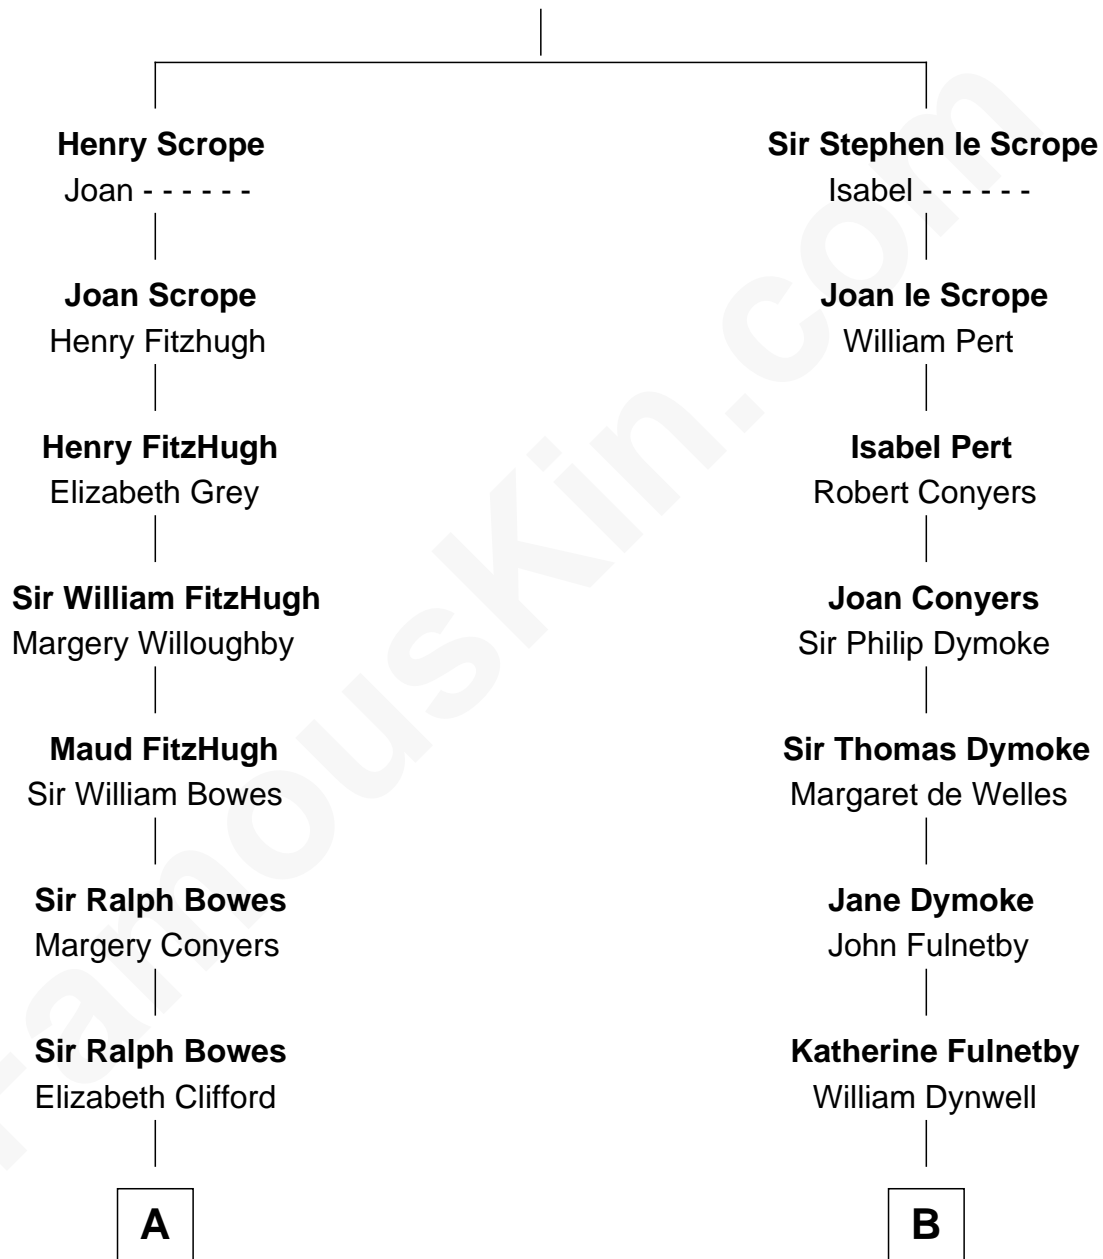 Henry Scrope
Joan - - - - - -
Sir Stephen le Scrope
Isabel - - - - - -
Joan Scrope
Henry Fitzhugh
Joan le Scrope
William Pert
Henry FitzHugh
Elizabeth Grey
Isabel Pert
Robert Conyers
Sir William FitzHugh
Margery Willoughby
Joan Conyers
Sir Philip Dymoke
Maud FitzHugh
Sir William Bowes
Sir Thomas Dymoke
Margaret de Welles
Sir Ralph Bowes
Margery Conyers
Jane Dymoke
John Fulnetby
Sir Ralph Bowes
Elizabeth Clifford
Katherine Fulnetby
William Dynwell
A
B
FamousKin.com